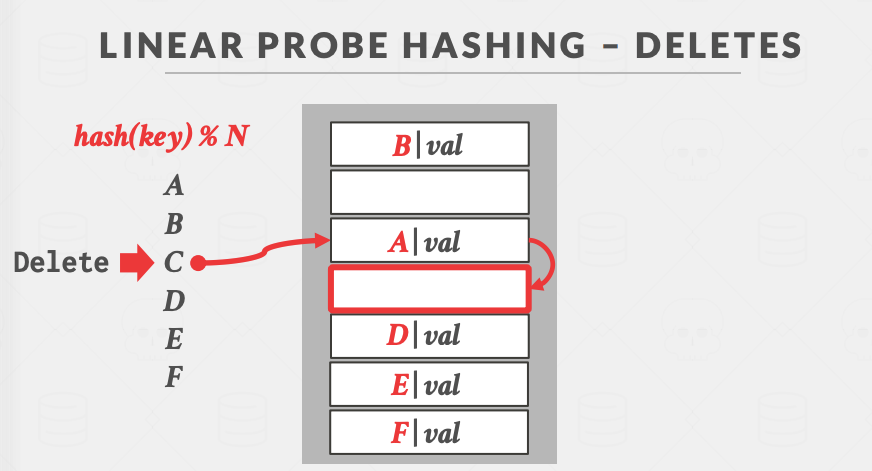 LINEAR PROBE HASHING – DELETES
hash(key) % N
A
B
Delete C
D
E
F
B|val
A|val
D|val
E|val
F|val